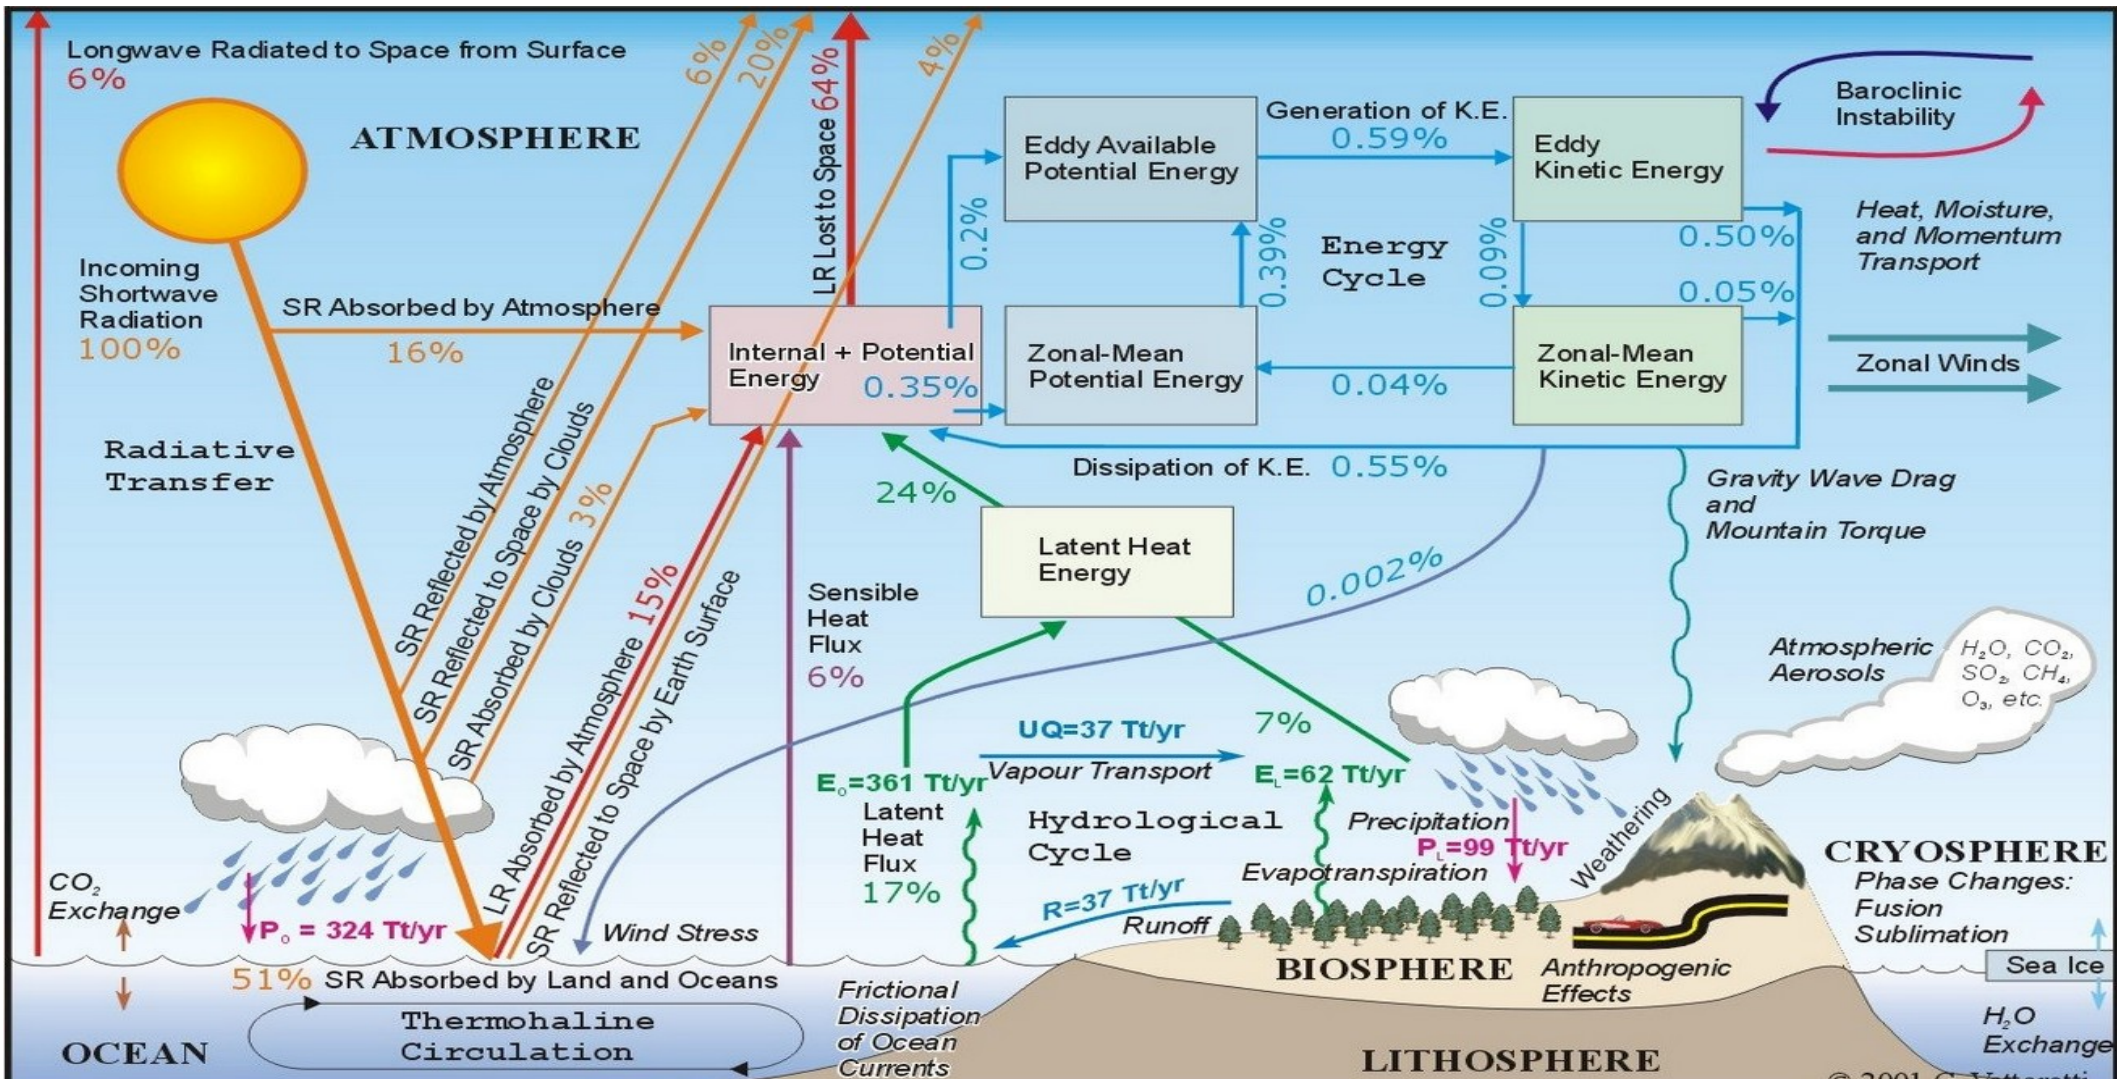 Longwave Radiated to Space from Surface
6%
ATMOSPHERE
Incoming
Shortwave
Radiation
100%
SR Absorbed by Atmosphere
16%
Radiative
Transfer
SR Reflected by Atmosphere
6%
SR Reflected to Space by Clouds
20%
SR Absorbed by Clouds 3%
LR Absorbed by Atmosphere 15%
SR Reflected to Space by Earth Surface
4%
LR Lost to Space 64%
Internal + Potential
Energy
0.35%
0.2%
Eddy Available
Potential Energy
Generation of K.E.
0.59%
Eddy
Kinetic Energy
Baroclinic
Instability
0.39%
Energy
Cycle
0.09%
0.50%
0.05%
Heat, Moisture,
and Momentum
Transport
Zonal-Mean
Potential Energy
0.04%
Zonal-Mean
Kinetic Energy
Zonal Winds
Dissipation of K.E. 0.55%
24%
Latent Heat
Energy
0.002%
Gravity Wave Drag
and
Mountain Torque
Sensible
Heat
Flux
6%
Atmospheric
Aerosols
H2O, CO2,
SO2, CH4,
O3, etc.
UQ=37 Tt/yr
Vapour Transport
7%
Eo=361 Tt/yr
EL=62 Tt/yr
Latent
Heat
Flux
17%
Hydrological
Cycle
Precipitation
PL=99 Tt/yr
Weathering
Evapotranspiration
R=37 Tt/yr
Runoff
CO2
Exchange
Po = 324 Tt/yr
Wind Stress
51% SR Absorbed by Land and Oceans
CRYOSPHERE
Phase Changes:
Fusion
Sublimation
Sea Ice
H2O
Exchange
BIOSPHERE
Anthropogenic
Effects
Frictional
Dissipation
of Ocean
Currents
Thermohaline
Circulation
OCEAN
LITHOSPHERE
© 2001 G. Vettoretti